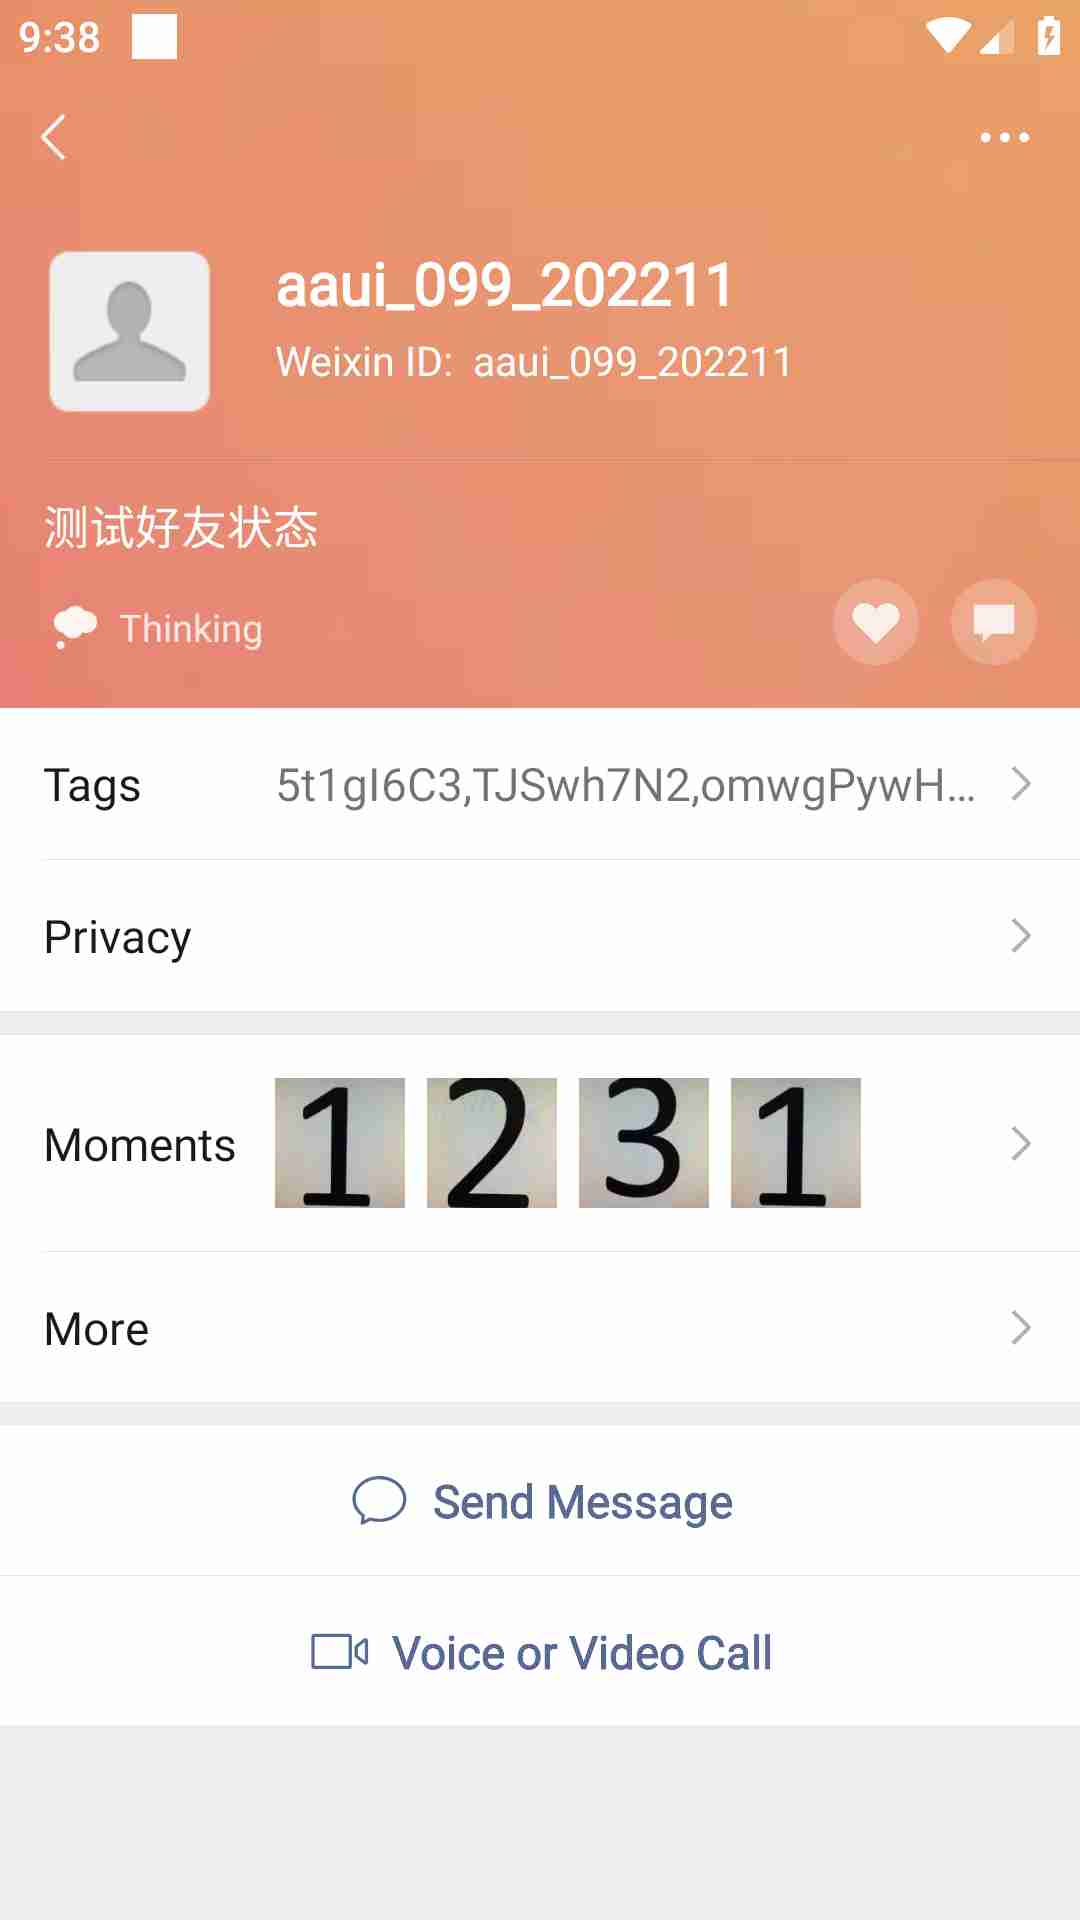 9:38
aaui_099_202211
Weixin ID: aaui_099_202211
测试好友状态
Thinking
Tags 5t1gI6C3,TJSwh7N2,omwgPywH...
Privacy
Moments 1 2 3 1
More
Send Message
Voice or Video Call